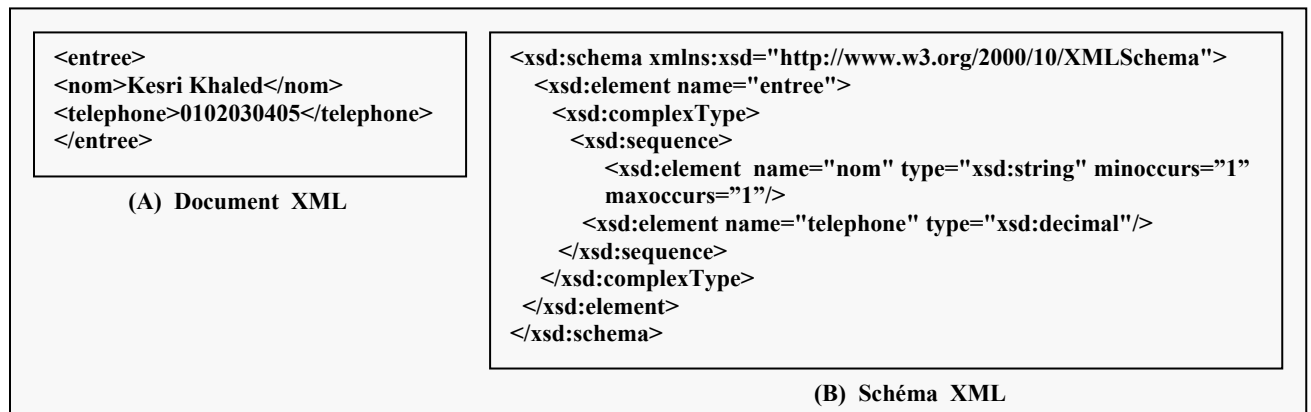 <entree>
<nom>Kesri Khaled</nom>
<telephone>0102030405</telephone>
</entree>
(A) Document XML
<xsd:schema xmlns:xsd="http://www.w3.org/2000/10/XMLSchema">
<xsd:element name="entree">
<xsd:complexType>
<xsd:sequence>
<xsd:element name="nom" type="xsd:string" minoccurs=”1”
maxoccurs=”1”/>
<xsd:element name="telephone" type="xsd:decimal"/>
</xsd:sequence>
</xsd:complexType>
</xsd:element>
</xsd:schema>
(B) Schéma XML